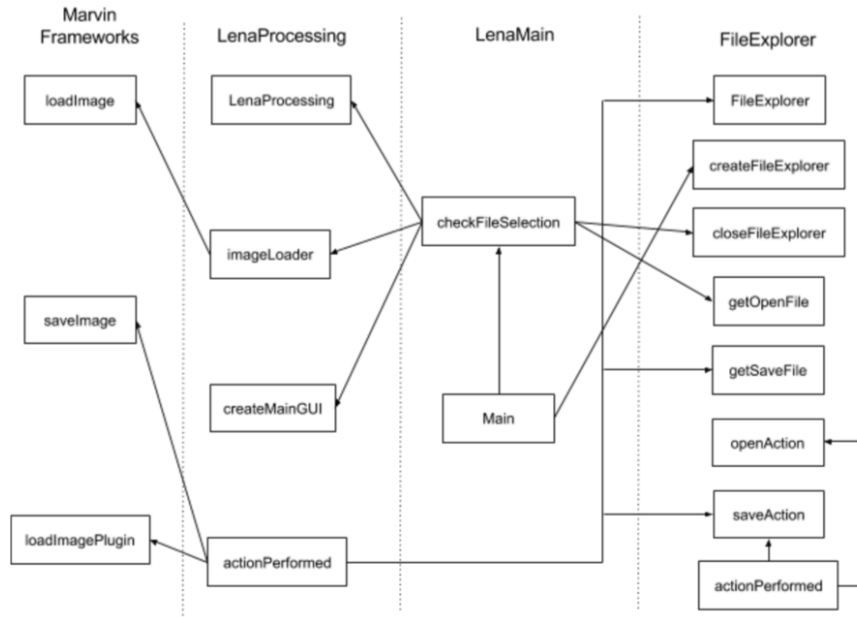 Marvin
Frameworks
LenaProcessing
LenaMain
FileExplorer
loadImage
LenaProcessing
FileExplorer
createFileExplorer
checkFileSelection
closeFileExplorer
imageLoader
getOpenFile
saveImage
getSaveFile
createMainGUI
Main
openAction
saveAction
loadImagePlugin
actionPerformed
actionPerformed